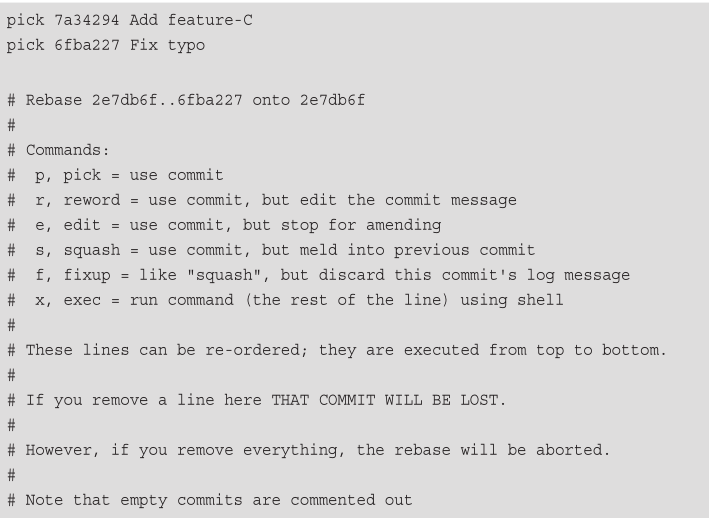 pick 7a34294 Add feature-C
pick 6fba227 Fix typo
# Rebase 2e7db6f..6fba227 onto 2e7db6f
#
# Commands:
#  p, pick = use commit
#  r, reword = use commit, but edit the commit message
#  e, edit = use commit, but stop for amending
#  s, squash = use commit, but meld into previous commit
#  f, fixup = like "squash", but discard this commit's log message
#  x, exec = run command (the rest of the line) using shell
#
# These lines can be re-ordered; they are executed from top to bottom.
#
# If you remove a line here THAT COMMIT WILL BE LOST.
#
# However, if you remove everything, the rebase will be aborted.
#
# Note that empty commits are commented out